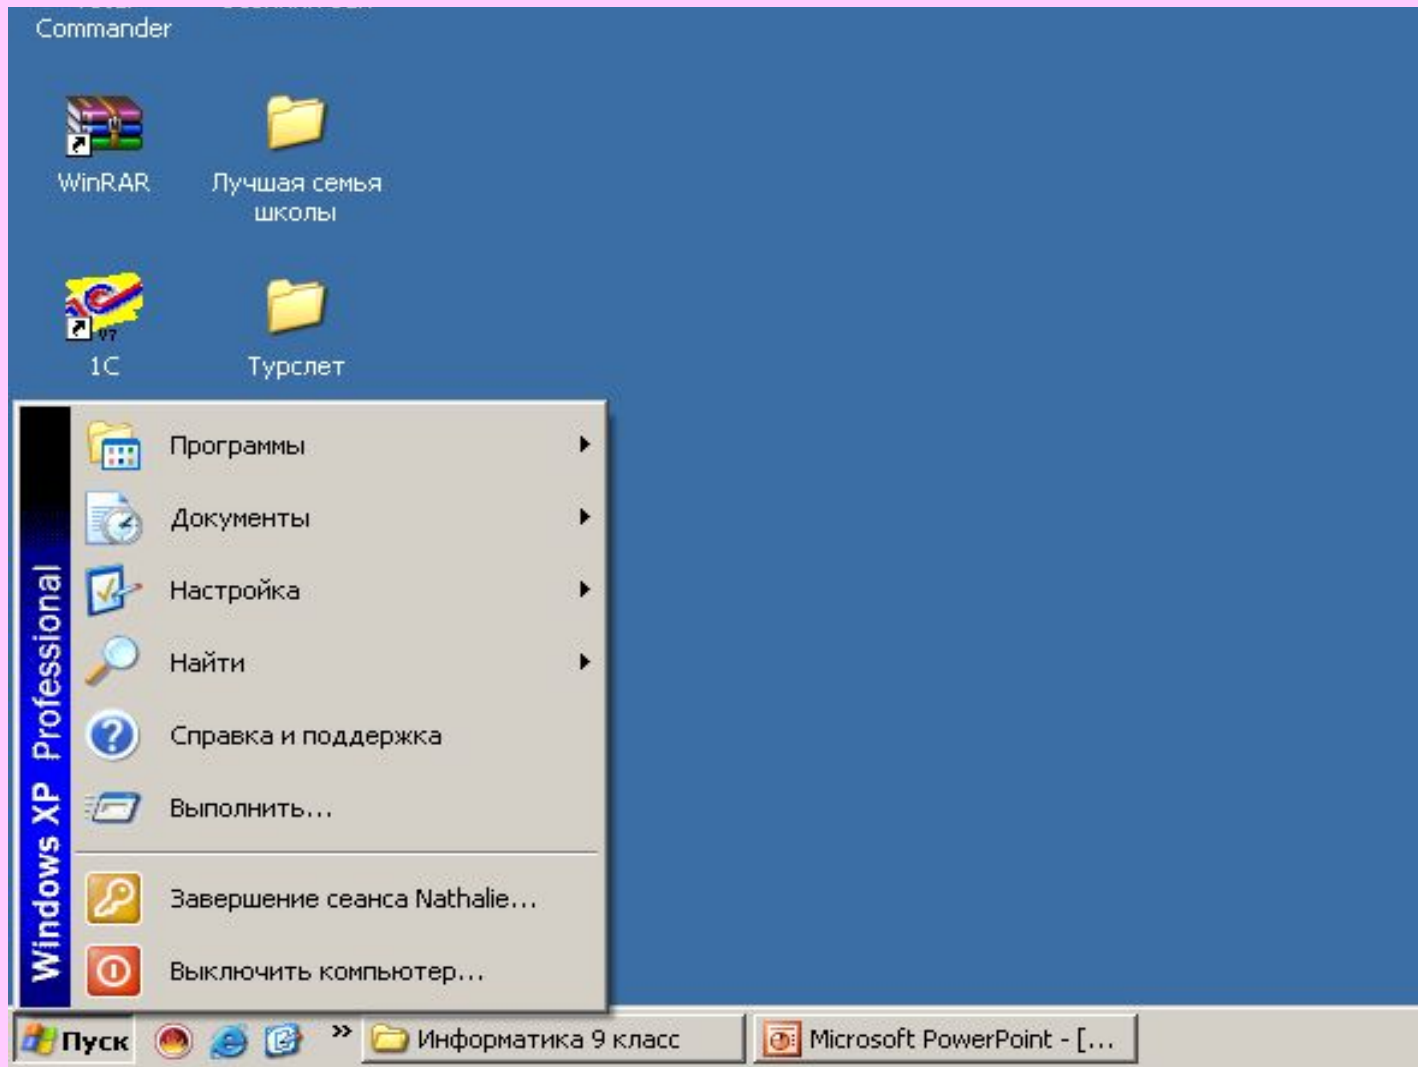 Commander
WinRAR
Лучшая семья
школы
1С
Турслет
Программы
Документы
Настройка
Найти
Справка и поддержка
Выполнить...
Завершение сеанса Nathalie...
Выключить компьютер...
Windows XP Professional
Пуск
»
Информатика 9 класс
Microsoft PowerPoint - [...